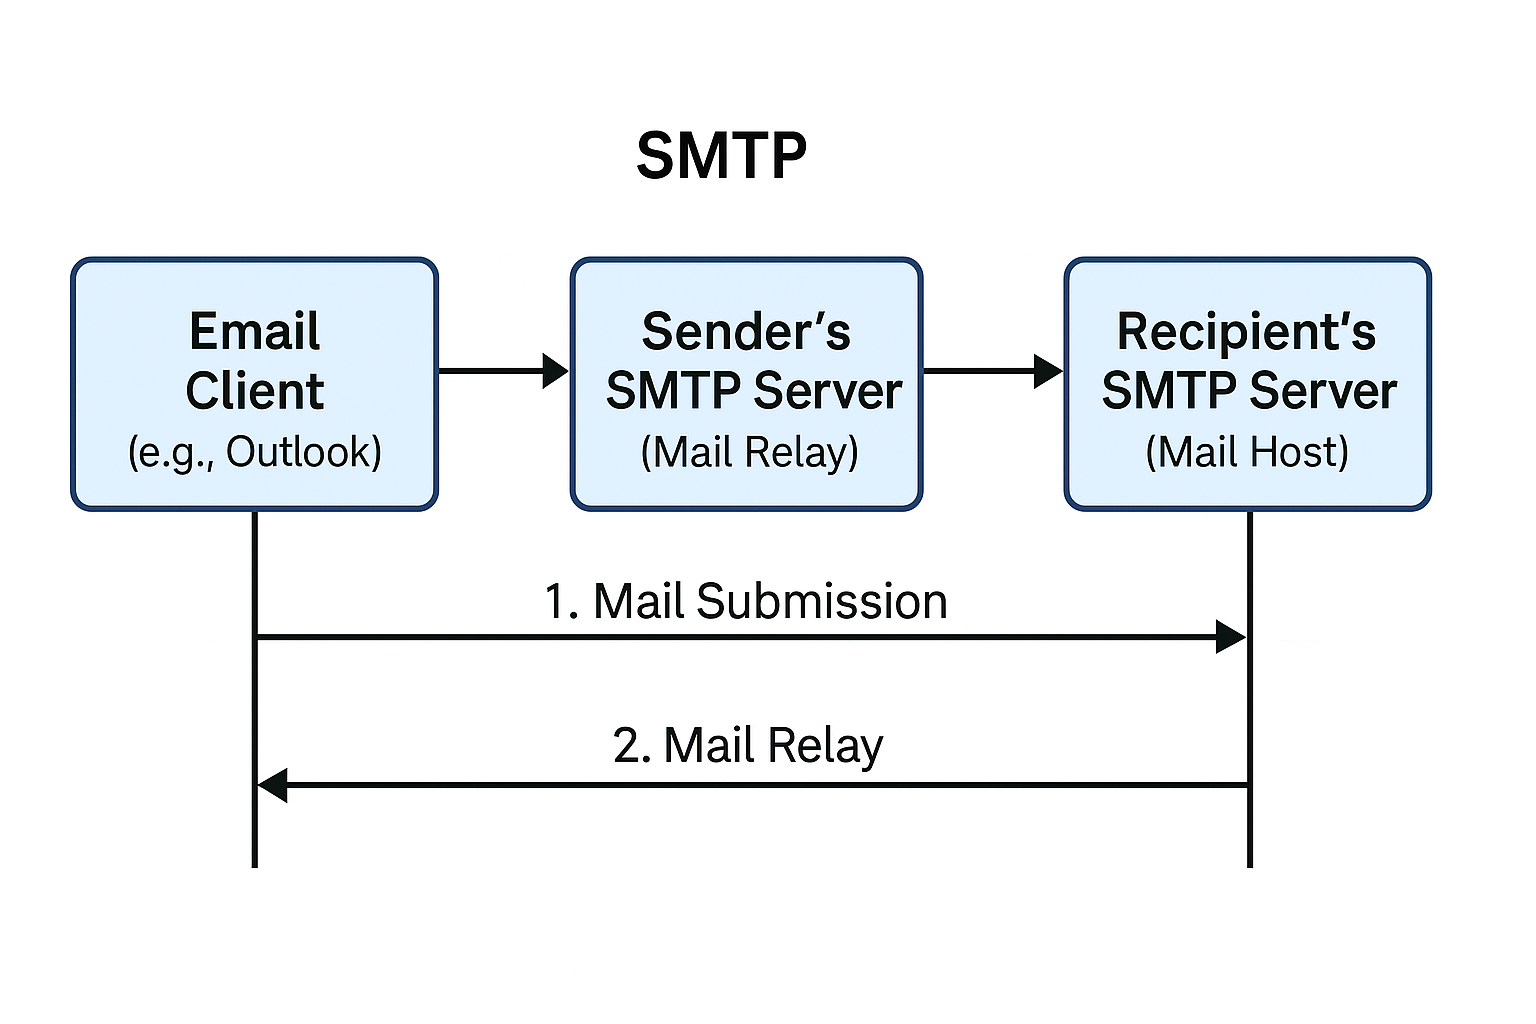 SMTP
Email
Client
(e.g., Outlook)
Sender’s
SMTP Server
(Mail Relay)
Recipient’s
SMTP Server
(Mail Host)
1. Mail Submission
2. Mail Relay